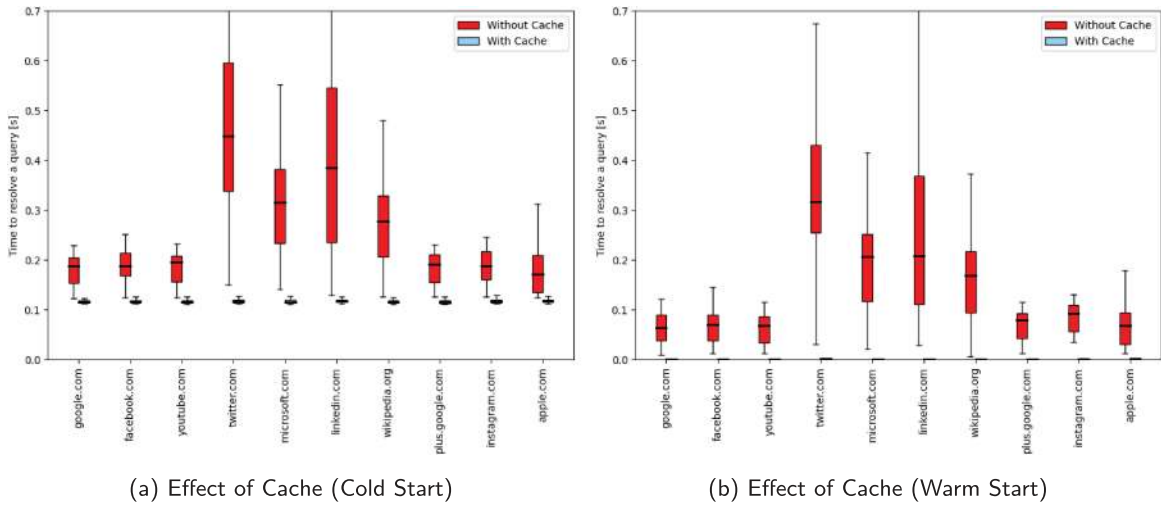 0.7
0.6
0.5
0.4
0.3
0.2
0.1
0.0
Time to resolve a query [s]
Without Cache
With Cache
google.com
facebook.com
youtube.com
twitter.com
microsoft.com
linkedin.com
wikipedia.org
plus.google.com
instagram.com
apple.com
(a) Effect of Cache (Cold Start)
0.7
0.6
0.5
0.4
0.3
0.2
0.1
0.0
Time to resolve a query [s]
Without Cache
With Cache
google.com
facebook.com
youtube.com
twitter.com
microsoft.com
linkedin.com
wikipedia.org
plus.google.com
instagram.com
apple.com
(b) Effect of Cache (Warm Start)